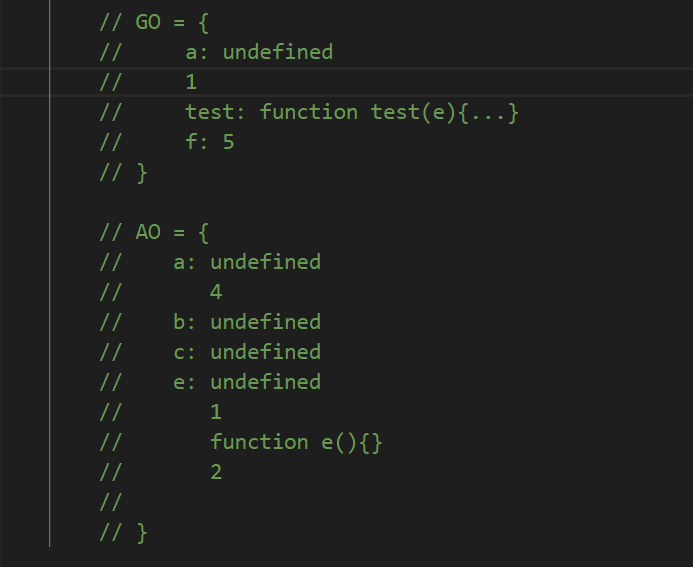 // GO = {
//     a: undefined
//     1
//     test: function test(e){...}
//     f: 5
// }
// AO = {
//    a: undefined
//       4
//    b: undefined
//    c: undefined
//    e: undefined
//       1
//       function e(){}
//       2
//
// }